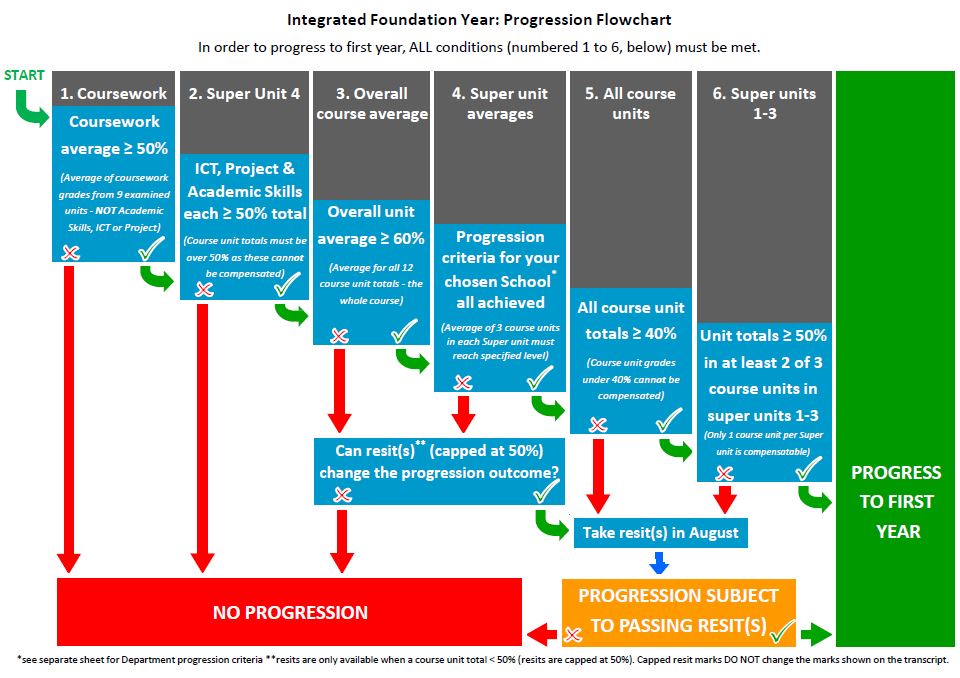 Integrated Foundation Year: Progression Flowchart
In order to progress to first year, ALL conditions (numbered 1 to 6, below) must be met.
START
1. Coursework
Coursework
average ≥ 50%
(Average of coursework
grades from 9 examined
units - NOT Academic
Skills, ICT or Project)
2. Super Unit 4
ICT, Project &
Academic Skills
each ≥ 50% total
(Course unit totals must be
over 50% as these cannot
be compensated)
3. Overall
course average
Overall unit
average ≥ 60%
(Average for all 12
course unit totals - the
whole course)
4. Super unit
averages
Progression
criteria for your
chosen School*
all achieved
(Average of 3 course units
in each Super unit must
reach specified level)
5. All course
units
All course unit
totals ≥ 40%
(Course unit grades
under 40% cannot be
compensated)
6. Super units
1-3
Unit totals ≥ 50%
in at least 2 of 3
course units in
super units 1-3
(Only 1 course unit per Super
unit is compensatable)
Can resit(s)** (capped at 50%)
change the progression outcome?
Take resit(s) in August
PROGRESS
TO FIRST
YEAR
NO PROGRESSION
PROGRESSION SUBJECT
TO PASSING RESIT(S)
*see separate sheet for Department progression criteria **resits are only available when a course unit total < 50% (resits are capped at 50%). Capped resit marks DO NOT change the marks shown on the transcript.